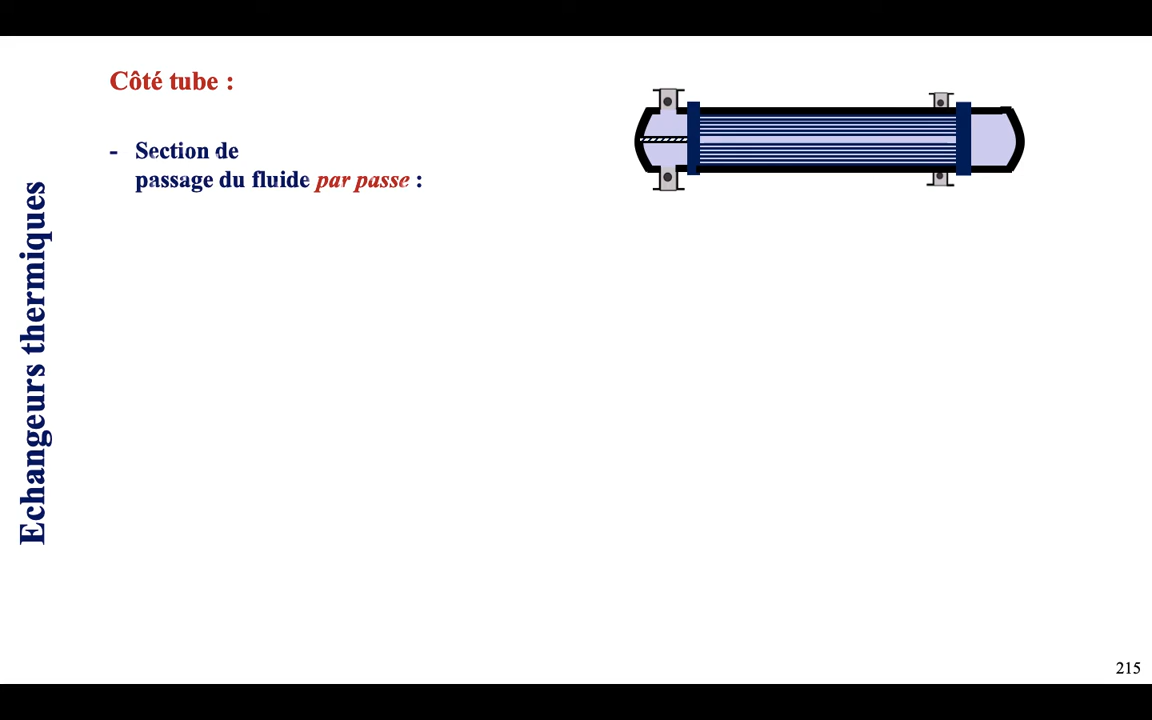 Côté tube :
- Section de
passage du fluide par passe :
Echangeurs thermiques
215